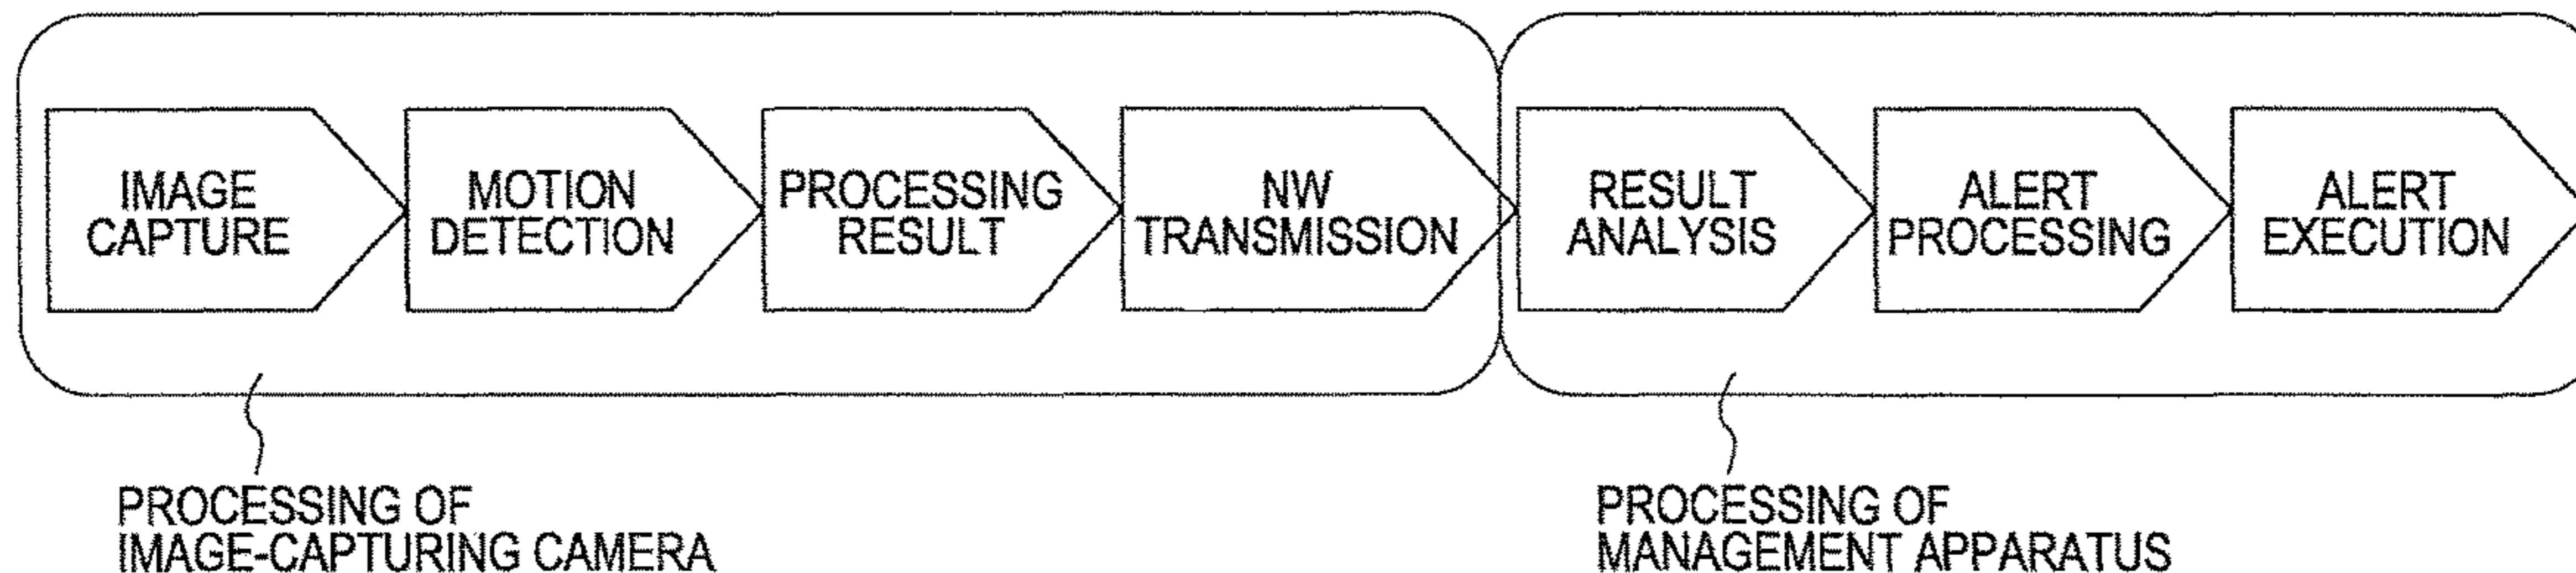 IMAGE
CAPTURE
MOTION
DETECTION
PROCESSING
RESULT
NW
TRANSMISSION
RESULT
ANALYSIS
ALERT
PROCESSING
ALERT
EXECUTION
PROCESSING OF
IMAGE-CAPTURING CAMERA
PROCESSING OF
MANAGEMENT APPARATUS